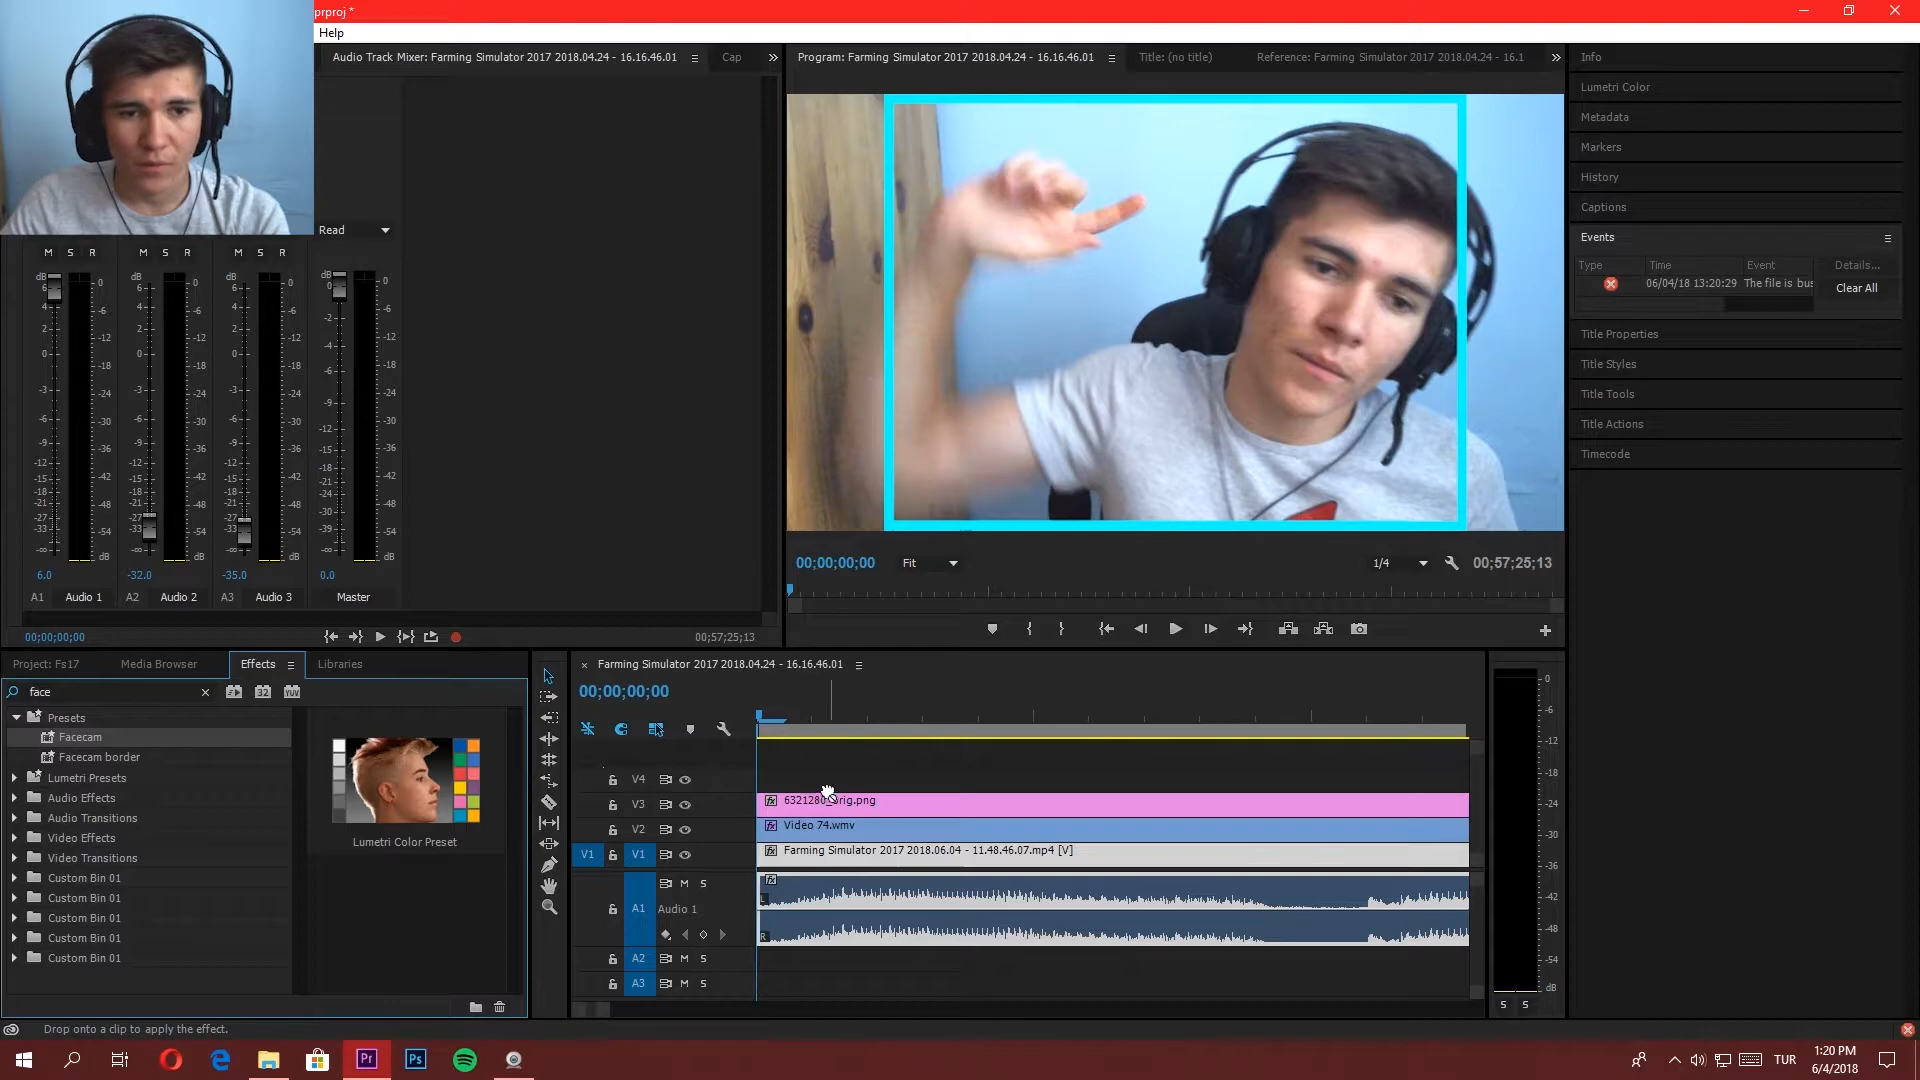 prproj *
Help
Audio Track Mixer: Farming Simulator 2017 2018.04.24 - 16.16.46.01
Cap
Program: Farming Simulator 2017 2018.04.24 - 16.16.46.01
Title: (no title)
Reference: Farming Simulator 2017 2018.04.24 - 16.1
Info
Lumetri Color
Metadata
Markers
History
Captions
Events
Type Time Event Details...
06/04/18 13:20:29 The file is bus
Clear All
Title Properties
Title Styles
Title Tools
Title Actions
Timecode
Read
M S R M S R M S R
6.0 -32.0 -35.0 0.0
A1 Audio 1 A2 Audio 2 A3 Audio 3 Master
00;00;00;00 00;57;25;13
00;00;00;00 Fit 1/4 00;57;25;13
Project: Fs17 Media Browser Effects Libraries
face
32 YUV
Presets
Facecam
Facecam border
Lumetri Presets
Audio Effects
Audio Transitions
Video Effects
Video Transitions
Custom Bin 01
Custom Bin 01
Custom Bin 01
Custom Bin 01
Custom Bin 01
Lumetri Color Preset
Farming Simulator 2017 2018.04.24 - 16.16.46.01
00;00;00;00
V4
V3
V2 Video 74.wmv
V1 V1 Farming Simulator 2017 2018.06.04 - 11.48.46.07.mp4 [V]
M S
A1 Audio 1
L
R
A2 M S
A3 M S
S S
Drop onto a clip to apply the effect.
Pr Ps
TUR
1:20 PM
6/4/2018